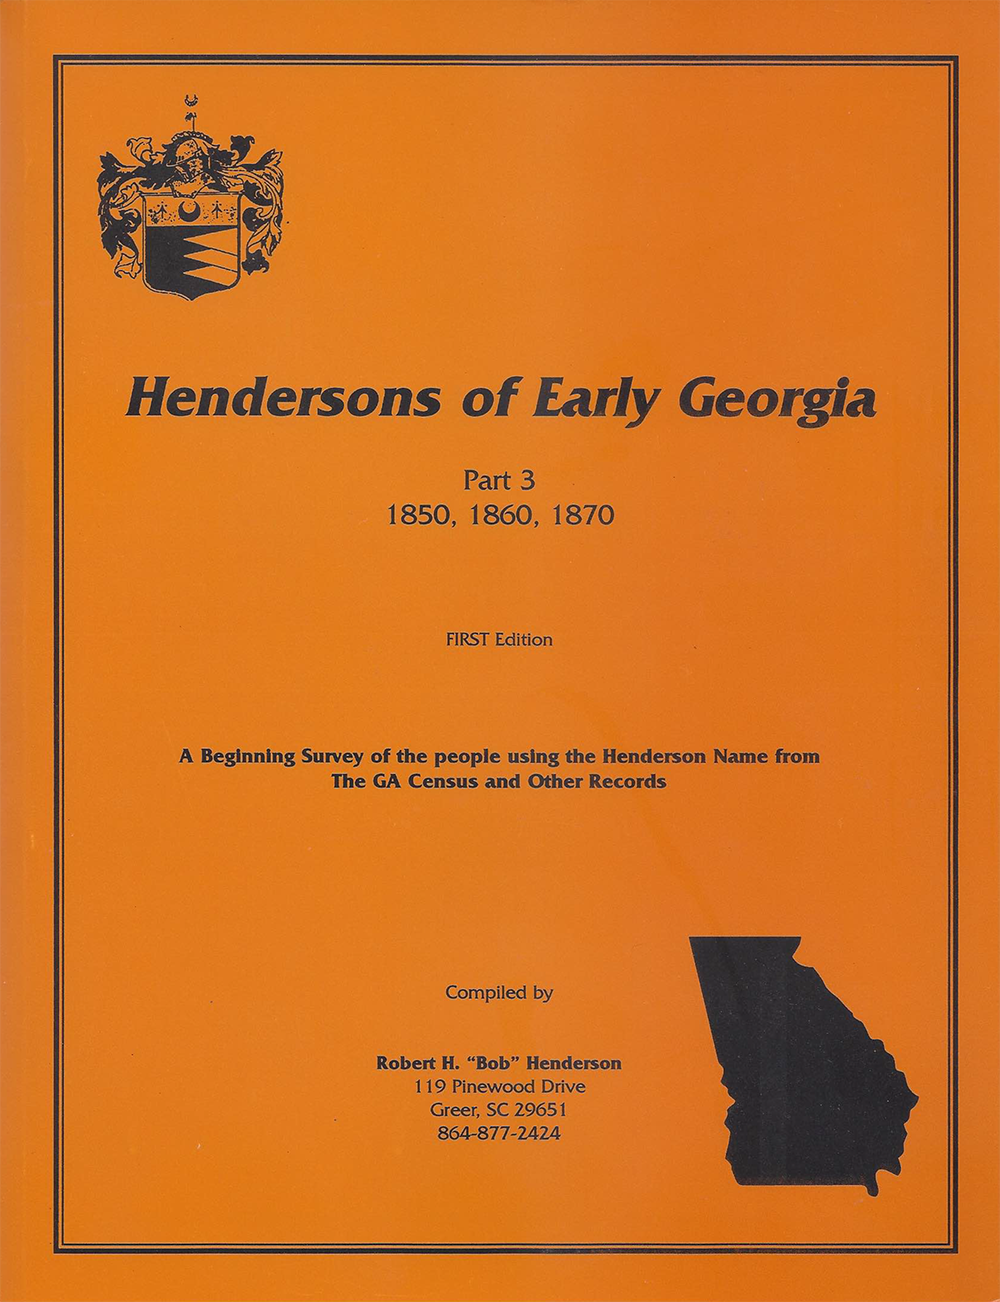 Hendersons of Early Georgia
Part 3
1850, 1860, 1870
FIRST Edition
A Beginning Survey of the people using the Henderson Name from
The GA Census and Other Records
Compiled by
Robert H. “Bob” Henderson
119 Pinewood Drive
Greer, SC 29651
864-877-2424